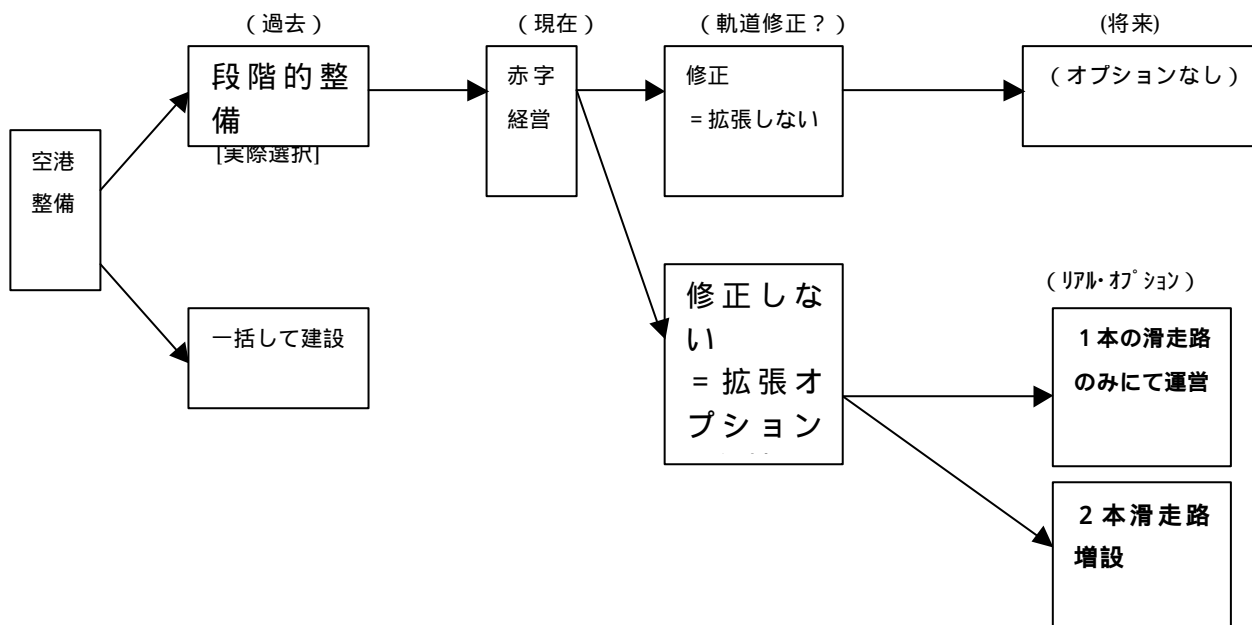 （過去）
（現在）
（軌道修正？）
(将来)
段階的整
備
[実際選択]
赤字
経営
修正
=拡張しない
（オプションなし）
空港
整備
一括して建設
修正しな
い
=拡張オ
プション
（ﾘｱﾙ･ｵﾌﾟｼｮﾝ）
1本の滑走路
のみにて運営
2本滑走路
増設